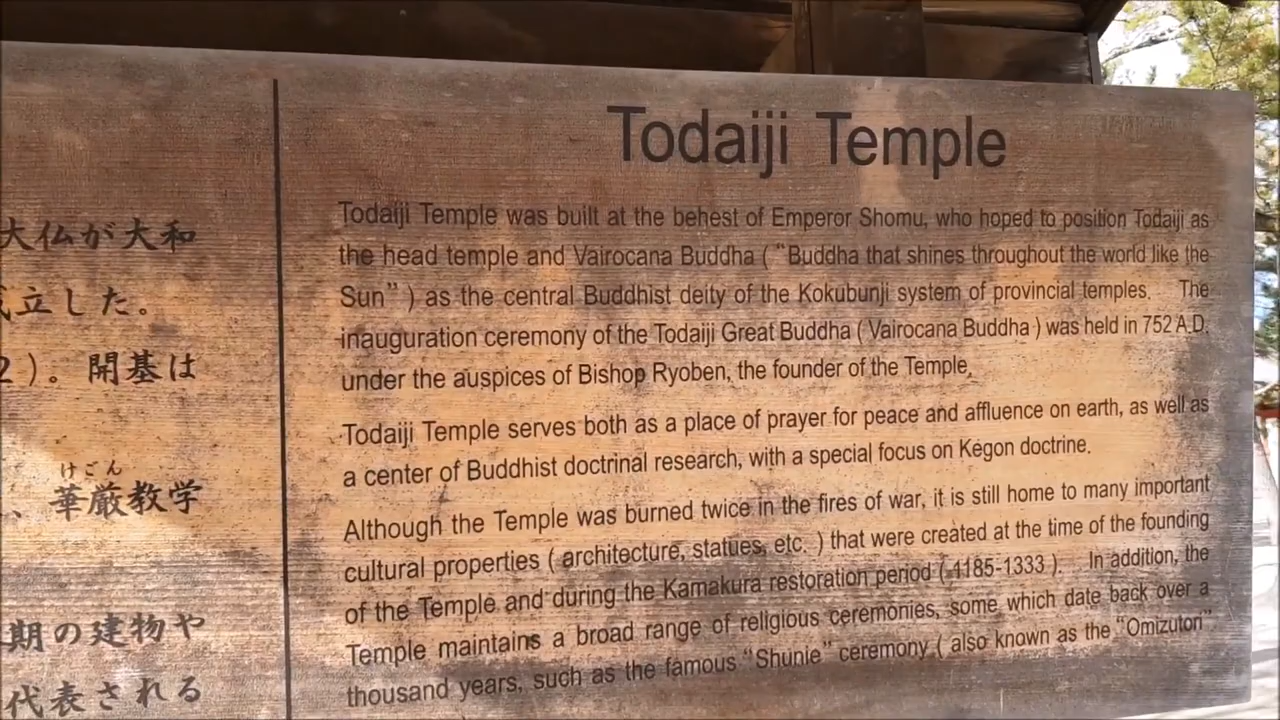 大仏が大和
成立した。
2)。開基は
けごん
、華厳教学
期の建物や
代表される
Todaiji Temple
Todaiji Temple was built at the behest of Emperor Shomu, who hoped to position Todaiji as
the head temple and Vairocana Buddha ( “Buddha that shines throughout the world like the
Sun” ) as the central Buddhist deity of the Kokubunji system of provincial temples. The
inauguration ceremony of the Todaiji Great Buddha ( Vairocana Buddha ) was held in 752 A.D.
under the auspices of Bishop Ryoben, the founder of the Temple.
Todaiji Temple serves both as a place of prayer for peace and affluence on earth, as well as
a center of Buddhist doctrinal research, with a special focus on Kegon doctrine.
Although the Temple was burned twice in the fires of war, it is still home to many important
cultural properties ( architecture, statues, etc. ) that were created at the time of the founding
of the Temple and during the Kamakura restoration period ( 1185-1333 ). In addition, the
Temple maintains a broad range of religious ceremonies, some which date back over a
thousand years, such as the famous “Shunie” ceremony ( also known as the “Omizutori”